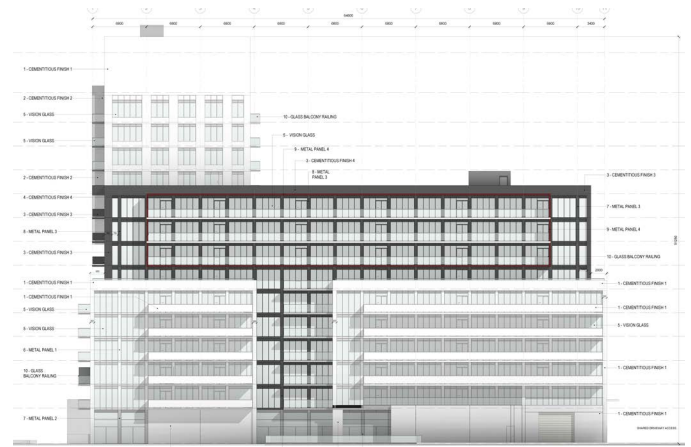 1 - CEMENTITIOUS FINISH 1
2 - CEMENTITIOUS FINISH 2
5 - VISION GLASS
10 - GLASS BALCONY RAILING
5 - VISION GLASS
5 - VISION GLASS
9 - METAL PANEL 4
3 - CEMENTITIOUS FINISH 4
8 - METAL
PANEL 3
2 - CEMENTITIOUS FINISH 2
3 - CEMENTITIOUS FINISH 3
4 - CEMENTITIOUS FINISH 4
7 - METAL PANEL 3
3 - CEMENTITIOUS FINISH 3
8 - METAL PANEL 3
9 - METAL PANEL 4
3 - CEMENTITIOUS FINISH 3
10 - GLASS BALCONY RAILING
1 - CEMENTITIOUS FINISH 1
1 - CEMENTITIOUS FINISH 1
1 - CEMENTITIOUS FINISH 1
5 - VISION GLASS
1 - CEMENTITIOUS FINISH 1
5 - VISION GLASS
5 - VISION GLASS
6 - METAL PANEL 1
1 - CEMENTITIOUS FINISH 1
10 - GLASS
BALCONY RAILING
7 - METAL PANEL 2
1 - CEMENTITIOUS FINISH 1